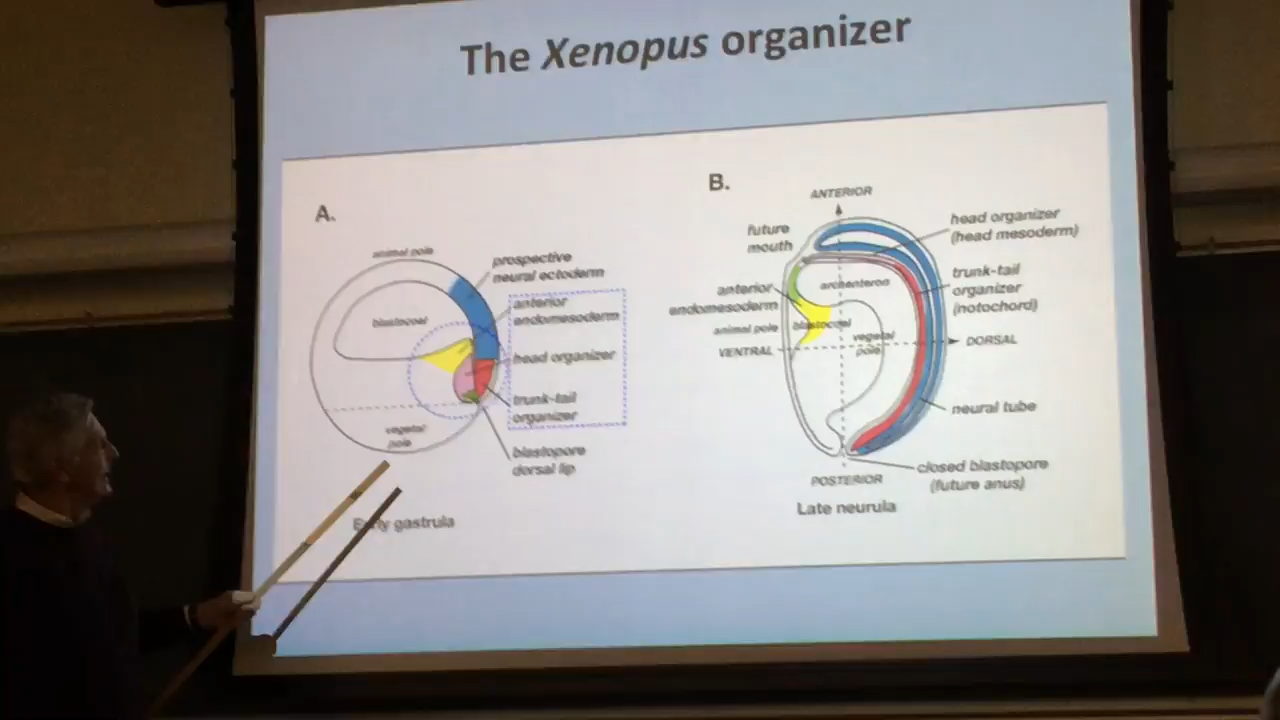 The Xenopus organizer
A.
animal pole
prospective
neural ectoderm
anterior
endomesoderm
blastocoel
head organizer
trunk-tail
organizer
vegetal
pole
blastopore
dorsal lip
Early gastrula
B.
ANTERIOR
future
mouth
head organizer
(head mesoderm)
archenteron
trunk-tail
organizer
(notochord)
anterior
endomesoderm
animal pole
blastocoel
vegetal
pole
VENTRAL
DORSAL
neural tube
closed blastopore
(future anus)
POSTERIOR
Late neurula